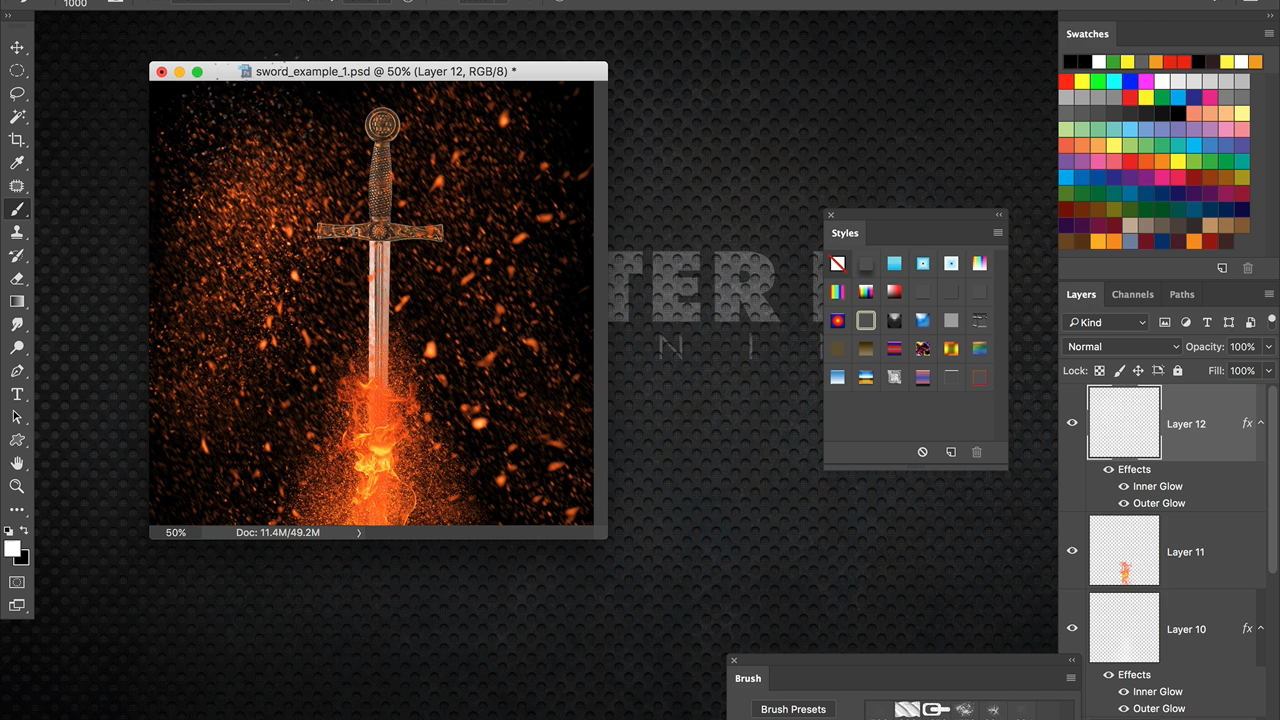 1000
sword_example_1.psd @ 50% (Layer 12, RGB/8) *
50%
Doc: 11.4M/49.2M
TER
N I
Styles
Brush
Brush Presets
Swatches
Layers
Channels
Paths
Kind
Normal
Opacity: 100%
Lock:
Fill: 100%
Layer 12
fx
Effects
Inner Glow
Outer Glow
Layer 11
Layer 10
fx
Effects
Inner Glow
Outer Glow